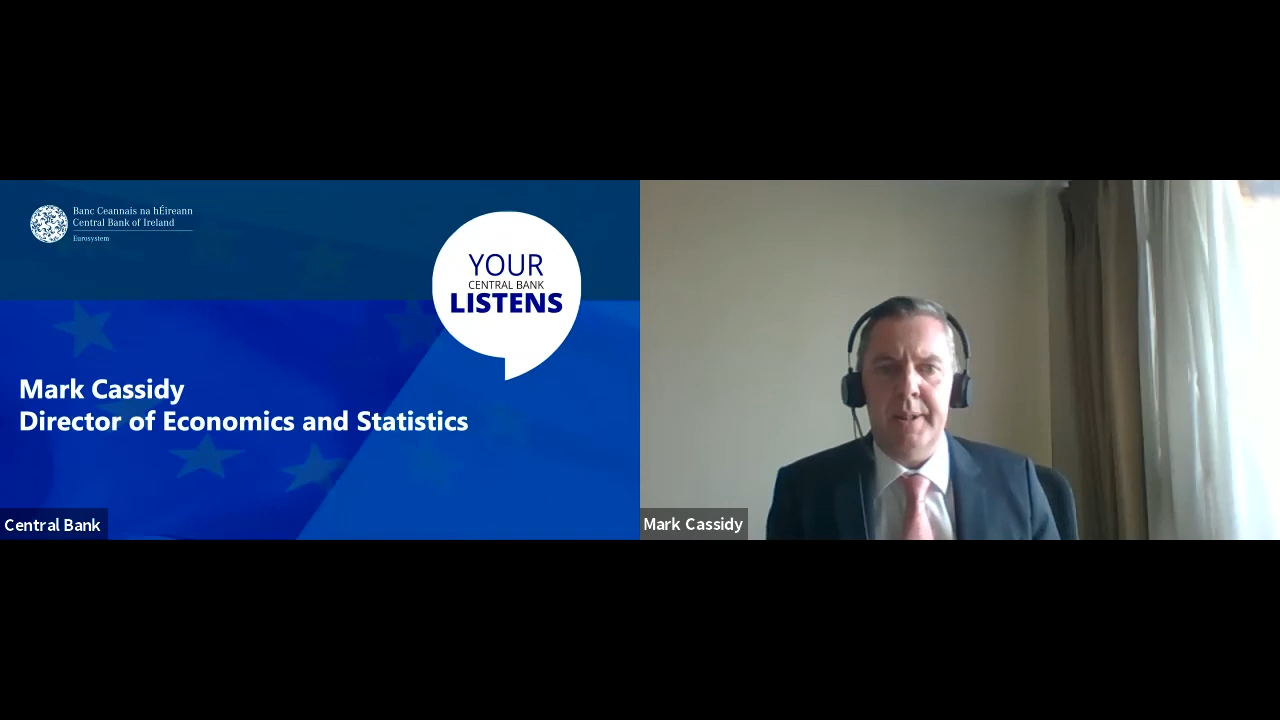 Banc Ceannais na hÉireann
Central Bank of Ireland
Eurosystem
YOUR
CENTRAL BANK
LISTENS
Mark Cassidy
Director of Economics and Statistics
Central Bank
Mark Cassidy